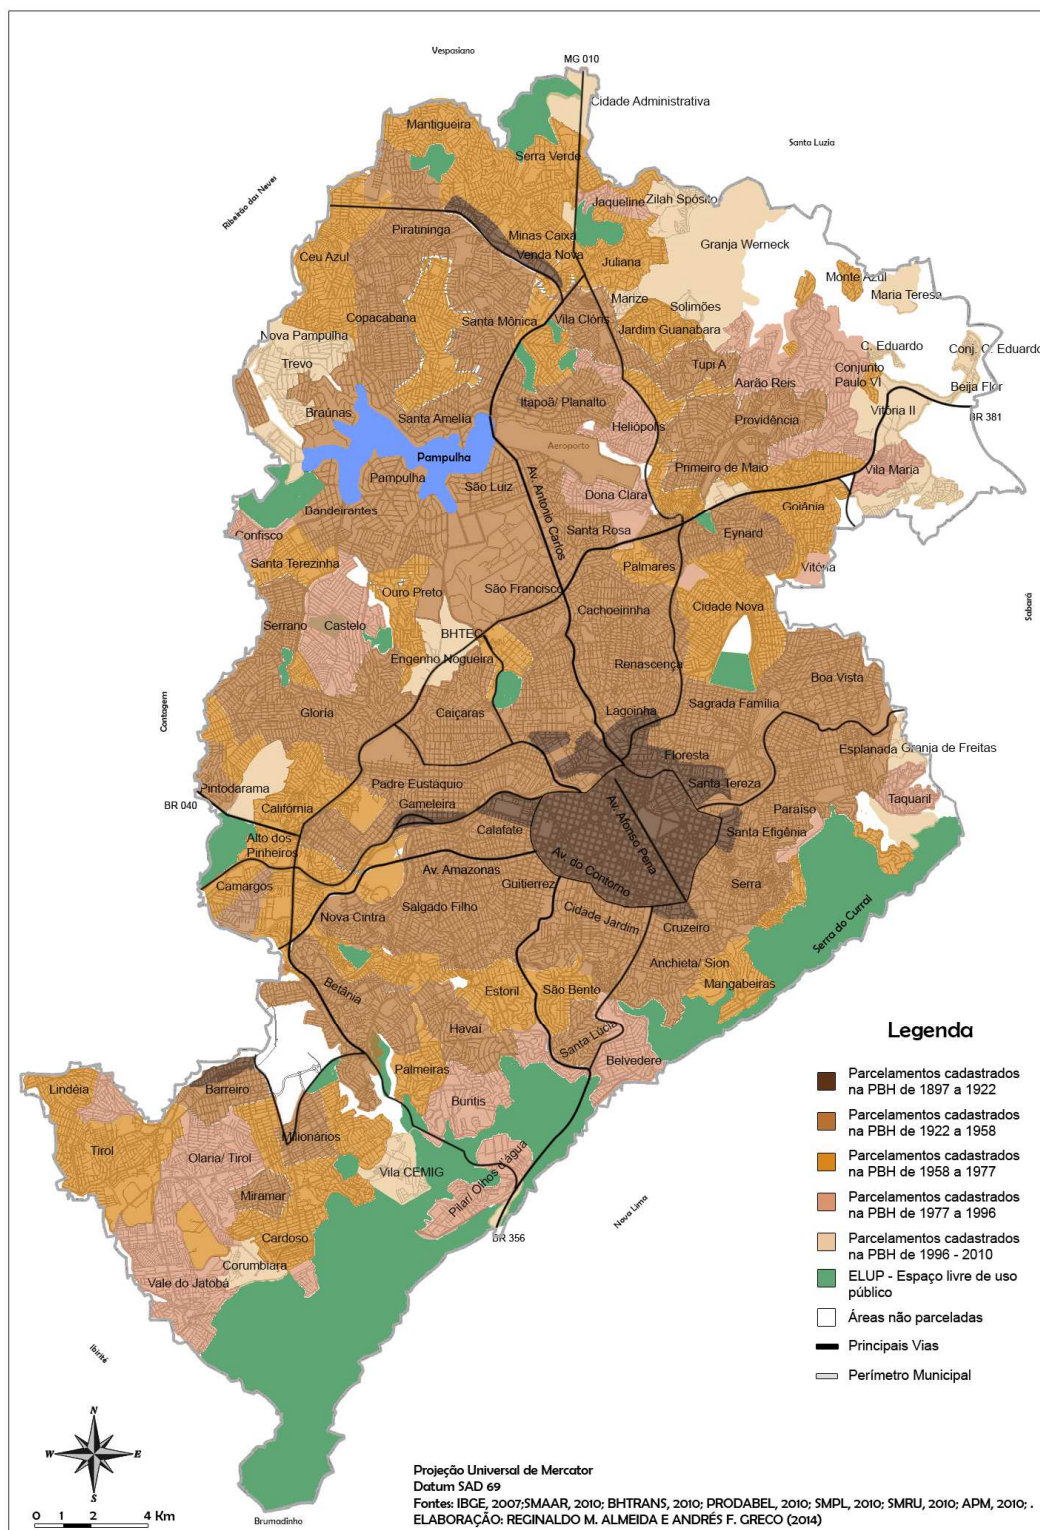 Vespasiano
MG 010
Cidade Administrativa
Mantigueira
Santa Luzia
Serra Verde
Ribeirão das Neves
Jaqueline
Zilah Spósito
Piratininga
Minas Caixa
Granja Werneck
Ceu Azul
Venda Nova
Juliana
Monte Azul
Maria Teresa
Marize
Solimões
Copacabana
Santa Mônica
Vila Clóris
Jardim Guanabara
Nova Pampulha
C. Eduardo
Conj. C. Eduardo
Trevo
Tupi A
Conjunto
Paulo VI
Aarão Reis
Beija Flor
Itapoã/ Planalto
Braúnas
Santa Amelia
Vitória II
BR 381
Providência
Heliópolis
Aeroporto
Pampulha
Primeiro de Maio
Vila Maria
Pampulha
São Luiz
Av. Antonio Carlos
Dona Clara
Goiânia
Bandeirantes
Confisco
Santa Rosa
Eynard
Santa Terezinha
Palmares
Vitória
Ouro Preto
São Francisco
Cachoeirinha
Cidade Nova
Sabará
Serrano
Castelo
BHTEC
Engenho Nogueira
Renascença
Boa Vista
Contagem
Gloria
Caiçaras
Lagoinha
Sagrada Família
Floresta
Esplanada
Granja de Freitas
Santa Tereza
Pintodarama
Padre Eustáquio
BR 040
Gameleira
Califórnia
Av. Afonso Pena
Paraíso
Taquaril
Calafate
Santa Efigênia
Alto dos
Pinheiros
Av. do Contorno
Av. Amazonas
Camargos
Guitierrez
Serra
Nova Cintra
Salgado Filho
Cidade Jardim
Cruzeiro
Serra do Curral
Anchieta/ Sion
Mangabeiras
Betânia
Estoril
São Bento
Havaí
Santa Lúcia
Belvedere
Palmeiras
Lindéia
Barreiro
Buntis
Milionários
Tirol
Olaria/ Tirol
Vila CEMIG
Pilar/ Olhos d'água
Miramar
Nova Lima
Cardoso
BR 356
Corumbiara
Vale do Jatobá
Ibirité
Brumadinho
Legenda
Parcelamentos cadastrados
na PBH de 1897 a 1922
Parcelamentos cadastrados
na PBH de 1922 a 1958
Parcelamentos cadastrados
na PBH de 1958 a 1977
Parcelamentos cadastrados
na PBH de 1977 a 1996
Parcelamentos cadastrados
na PBH de 1996 - 2010
ELUP - Espaço livre de uso
público
Áreas não parceladas
Principais Vias
Perímetro Municipal
N
W E
S
0 1 2 4 Km
Projeção Universal de Mercator
Datum SAD 69
Fontes: IBGE, 2007;SMAAR, 2010; BHTRANS, 2010; PRODABEL, 2010; SMPL, 2010; SMRU, 2010; APM, 2010; .
ELABORAÇÃO: REGINALDO M. ALMEIDA E ANDRÉS F. GRECO (2014)